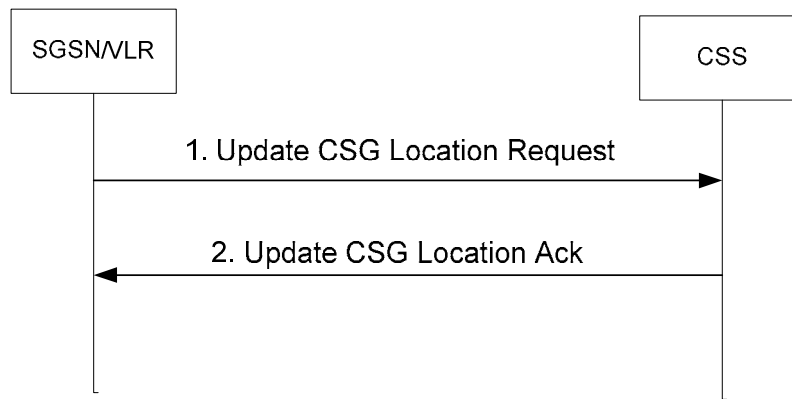 SGSN/VLR
CSS
1. Update CSG Location Request
2. Update CSG Location Ack